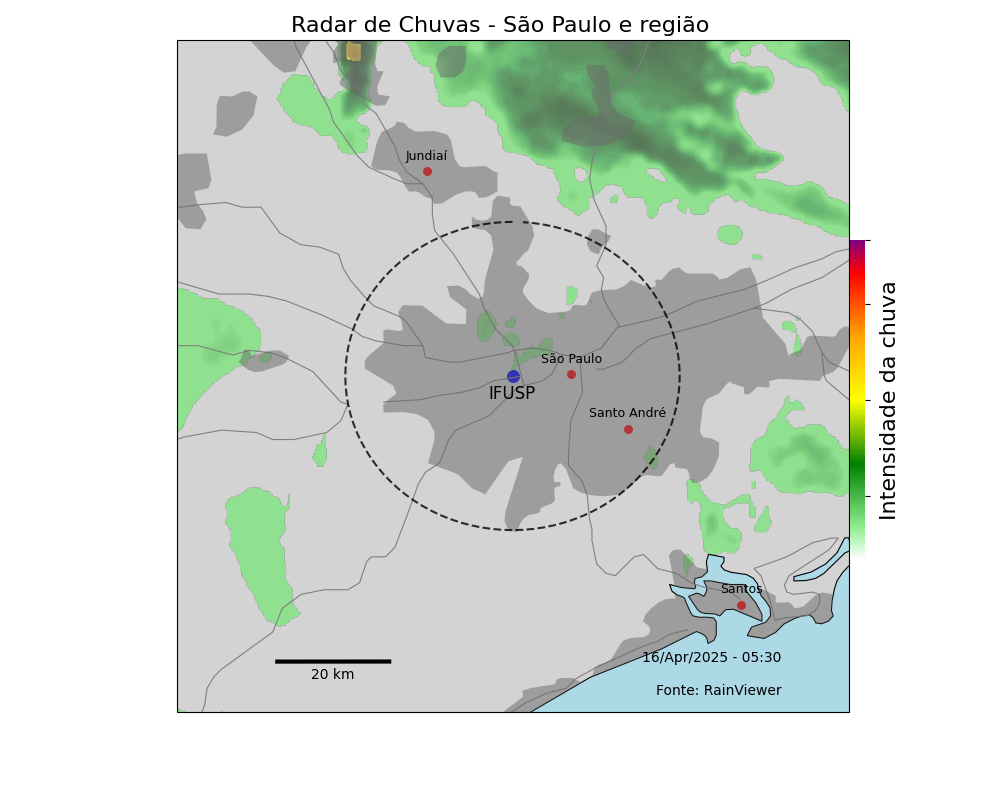 Radar de Chuvas - São Paulo e região
Jundiaí
São Paulo
IFUSP
Santo André
Intensidade da chuva
Santos
16/Apr/2025 - 05:30
20 km
Fonte: RainViewer